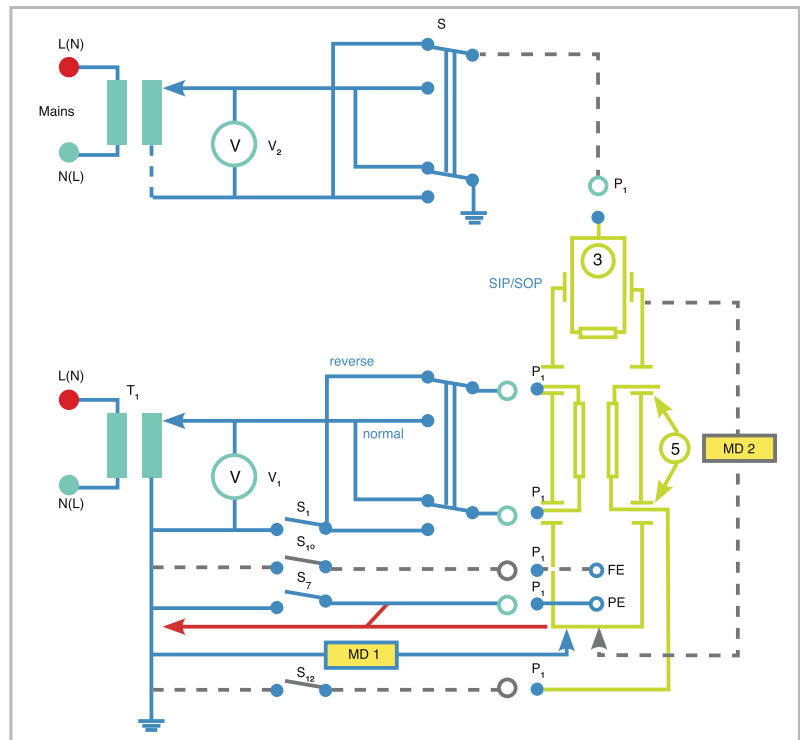 S
L(N)
Mains
V
V2
N(L)
P1
3
SIP/SOP
L(N)
T1
reverse
P1
normal
V
V1
5
MD 2
N(L)
S1
P1
S10
P1
FE
S7
P1
PE
MD 1
S12
P1